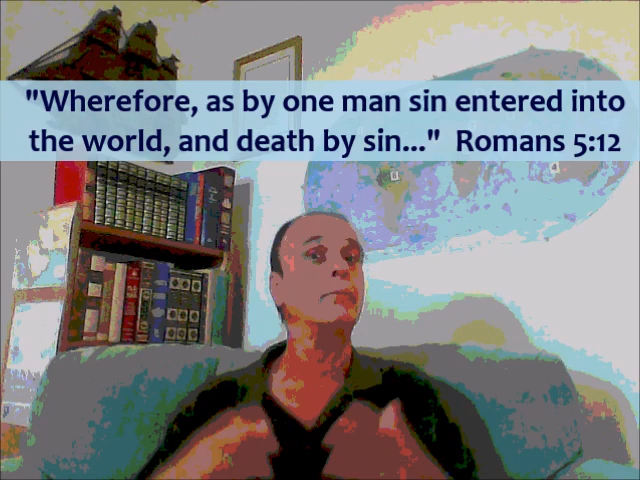 "Wherefore, as by one man sin entered into
the world, and death by sin..."  Romans 5:12